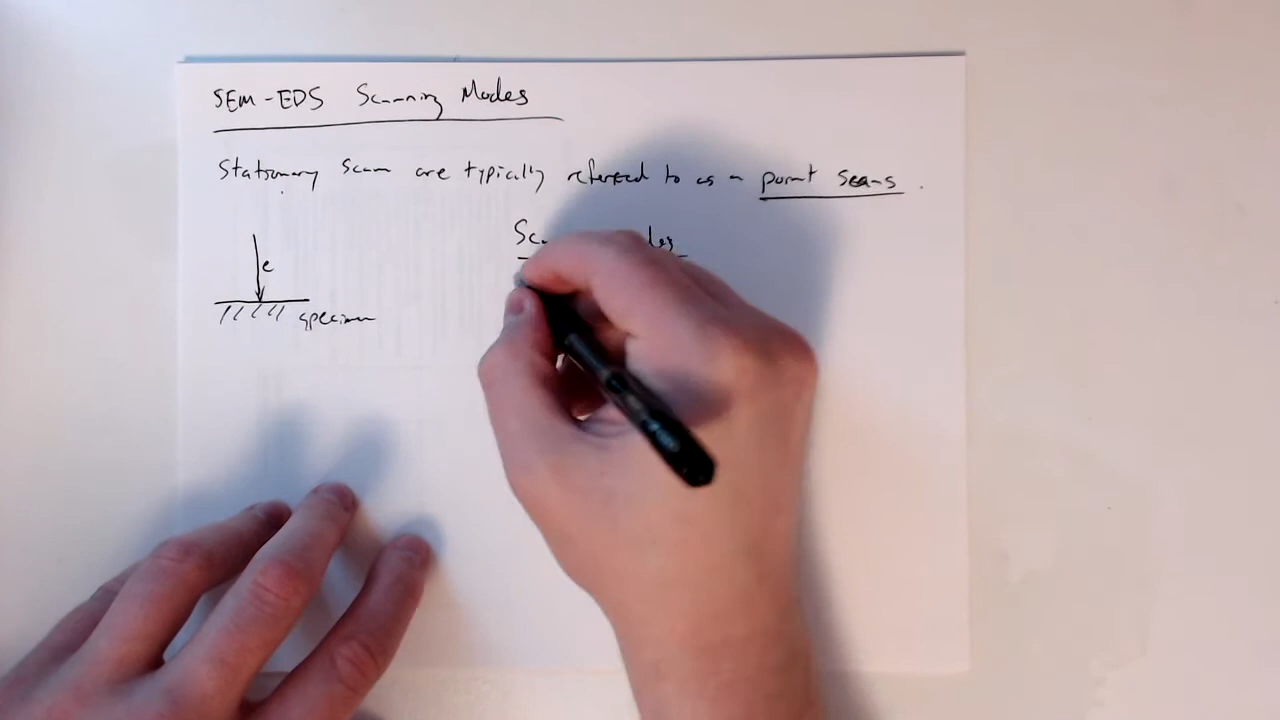 SEM-EDS Scanning Modes
Stationary scan are typically referred to as a point scans.
e
specimen